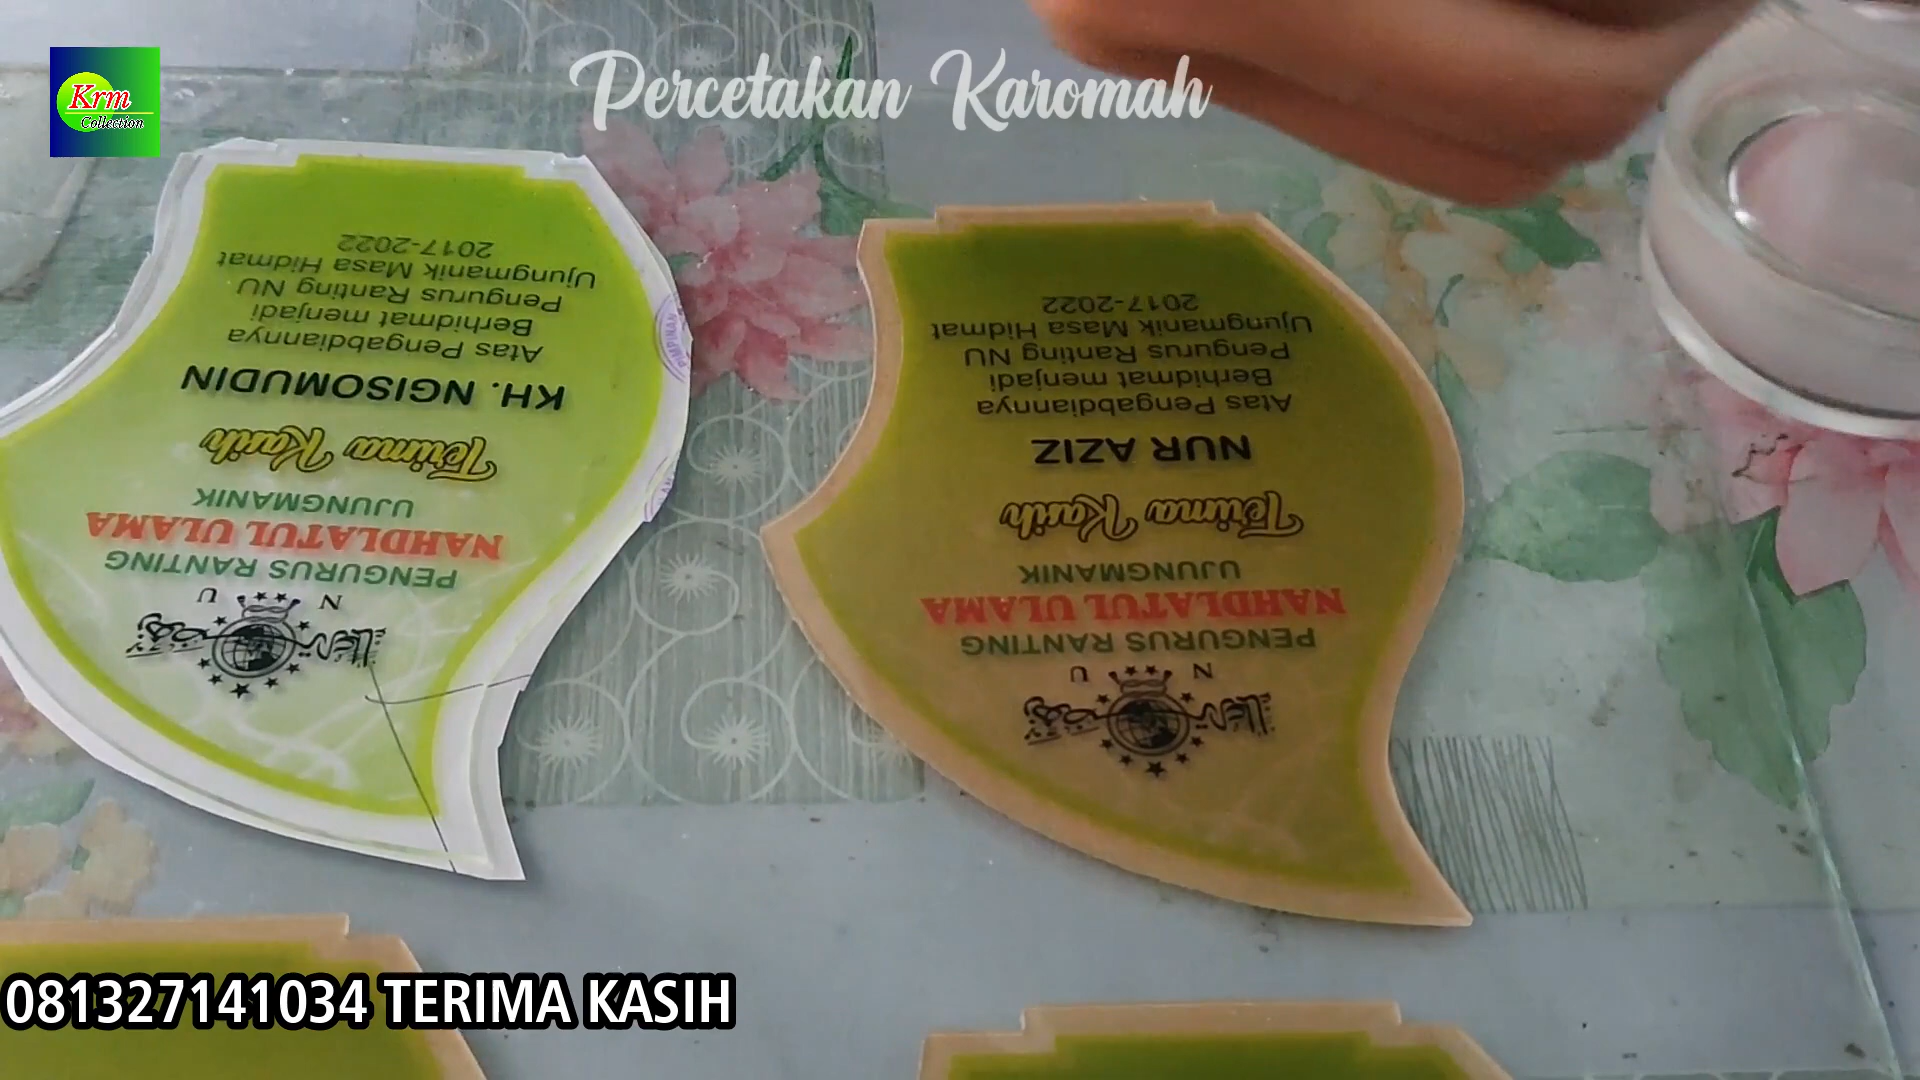 Krm
Collection
Percetakan Karomah
N U
PENGURUS RANTING
NAHDLATUL ULAMA
UJUNGMANIK
Terima Kasih
KH. NGISOMUDIN
Atas Pengabdiannya
Berhidmat menjadi
Pengurus Ranting NU
Ujungmanik Masa Hidmat
2017-2022
PIMPINAN
N U
PENGURUS RANTING
NAHDLATUL ULAMA
UJUNGMANIK
Terima Kasih
NUR AZIZ
Atas Pengabdiannya
Berhidmat menjadi
Pengurus Ranting NU
Ujungmanik Masa Hidmat
2017-2022
081327141034 TERIMA KASIH